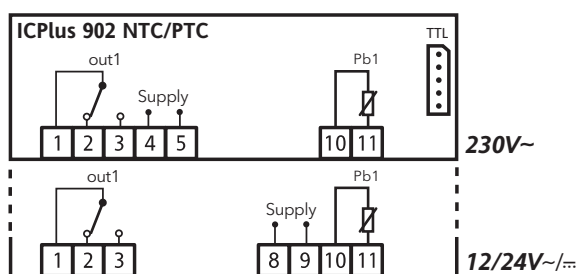 ICPlus 902 NTC/PTC
TTL
out1
Pb1
Supply
1 2 3 4 5
10 11
230V~
out1
Pb1
Supply
1 2 3
8 9 10 11
12/24V~/⎓